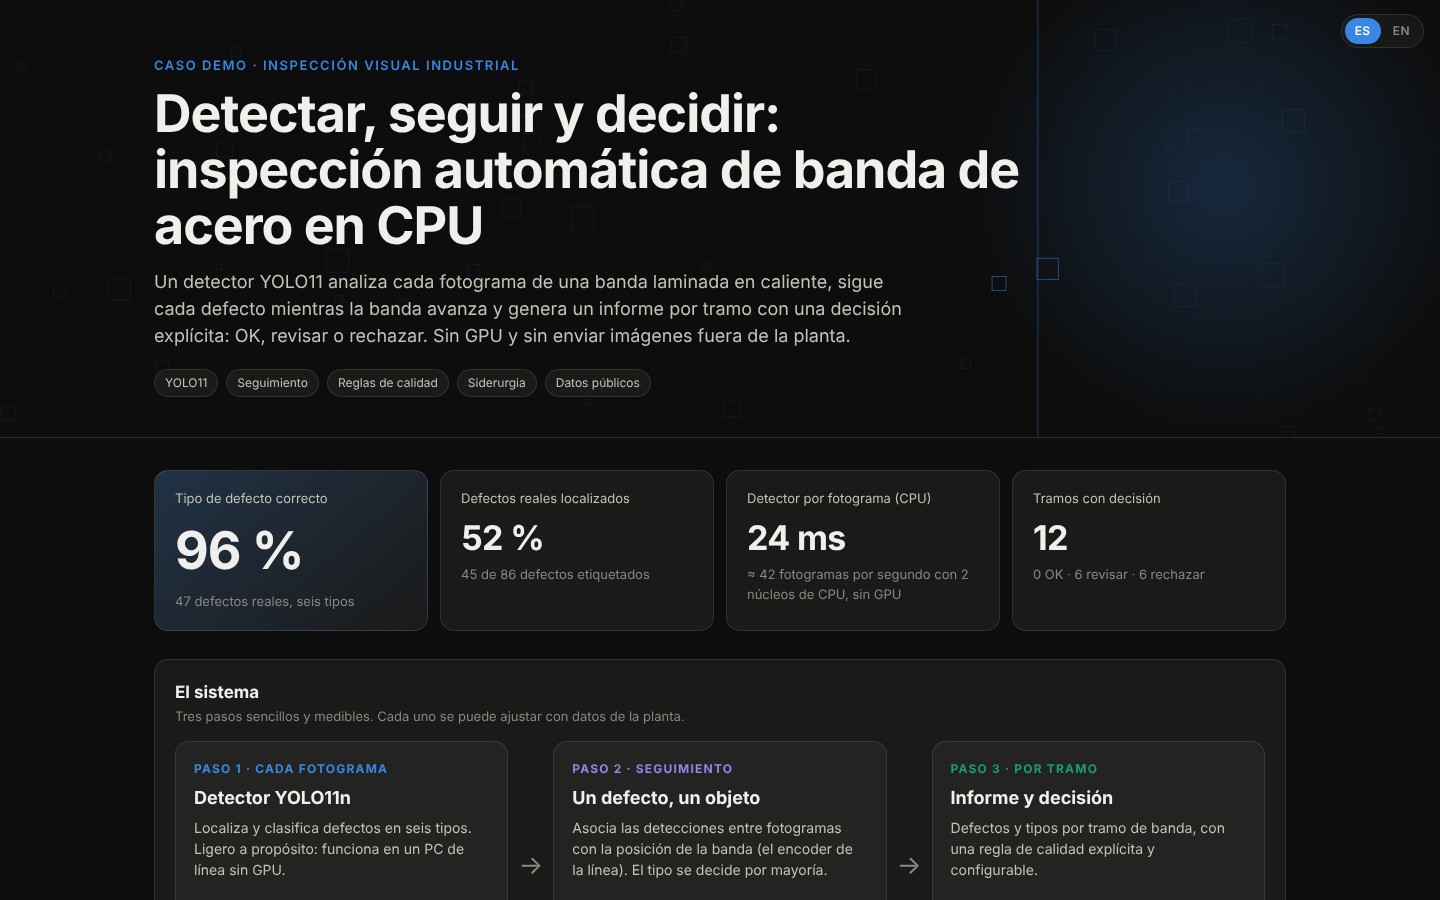 ES EN
CASO DEMO · INSPECCIÓN VISUAL INDUSTRIAL
Detectar, seguir y decidir:
inspección automática de banda de
acero en CPU
Un detector YOLO11 analiza cada fotograma de una banda laminada en caliente, sigue
cada defecto mientras la banda avanza y genera un informe por tramo con una decisión
explícita: OK, revisar o rechazar. Sin GPU y sin enviar imágenes fuera de la planta.
YOLO11 Seguimiento Reglas de calidad Siderurgia Datos públicos
Tipo de defecto correcto
96 %
47 defectos reales, seis tipos
Defectos reales localizados
52 %
45 de 86 defectos etiquetados
Detector por fotograma (CPU)
24 ms
≈ 42 fotogramas por segundo con 2
núcleos de CPU, sin GPU
Tramos con decisión
12
0 OK · 6 revisar · 6 rechazar
El sistema
Tres pasos sencillos y medibles. Cada uno se puede ajustar con datos de la planta.
PASO 1 · CADA FOTOGRAMA
Detector YOLO11n
Localiza y clasifica defectos en seis tipos.
Ligero a propósito: funciona en un PC de
línea sin GPU.
→
PASO 2 · SEGUIMIENTO
Un defecto, un objeto
Asocia las detecciones entre fotogramas
con la posición de la banda (el encoder de
la línea). El tipo se decide por mayoría.
→
PASO 3 · POR TRAMO
Informe y decisión
Defectos y tipos por tramo de banda, con
una regla de calidad explícita y
configurable.